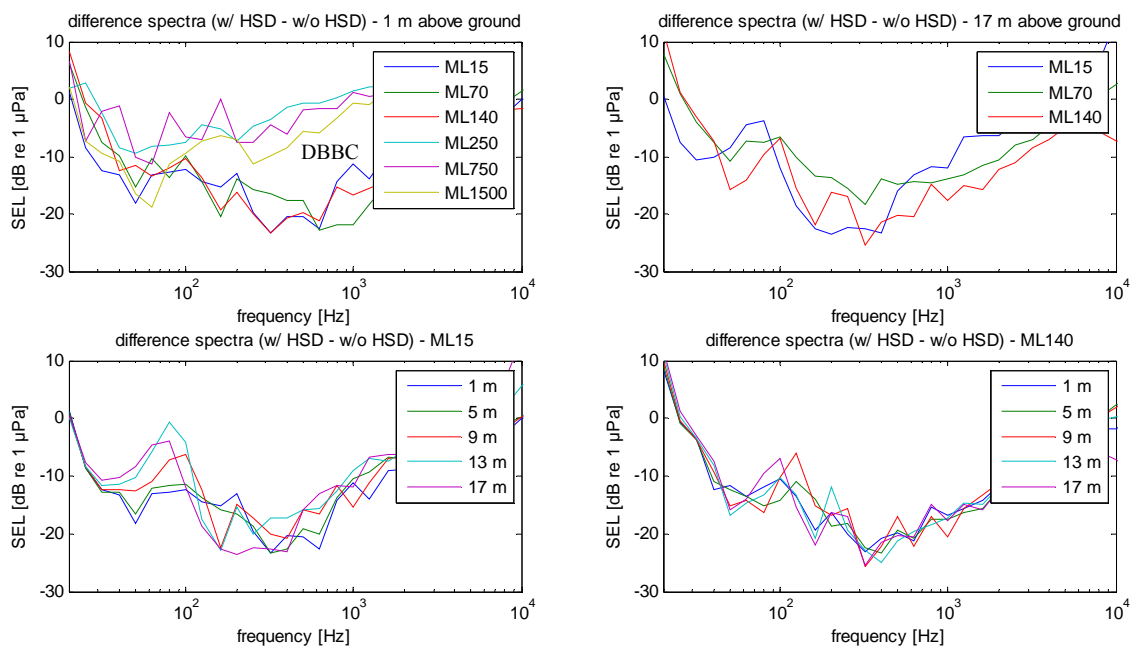 difference spectra (w/ HSD - w/o HSD) - 1 m above ground
SEL [dB re 1 µPa]
10
0
-10
-20
-30
10^2
10^3
10^4
frequency [Hz]
ML15
ML70
ML140
ML250
ML750
ML1500
DBBC
difference spectra (w/ HSD - w/o HSD) - 17 m above ground
SEL [dB re 1 µPa]
10
0
-10
-20
-30
10^2
10^3
10^4
frequency [Hz]
ML15
ML70
ML140
difference spectra (w/ HSD - w/o HSD) - ML15
SEL [dB re 1 µPa]
10
0
-10
-20
-30
10^2
10^3
10^4
frequency [Hz]
1 m
5 m
9 m
13 m
17 m
difference spectra (w/ HSD - w/o HSD) - ML140
SEL [dB re 1 µPa]
10
0
-10
-20
-30
10^2
10^3
10^4
frequency [Hz]
1 m
5 m
9 m
13 m
17 m